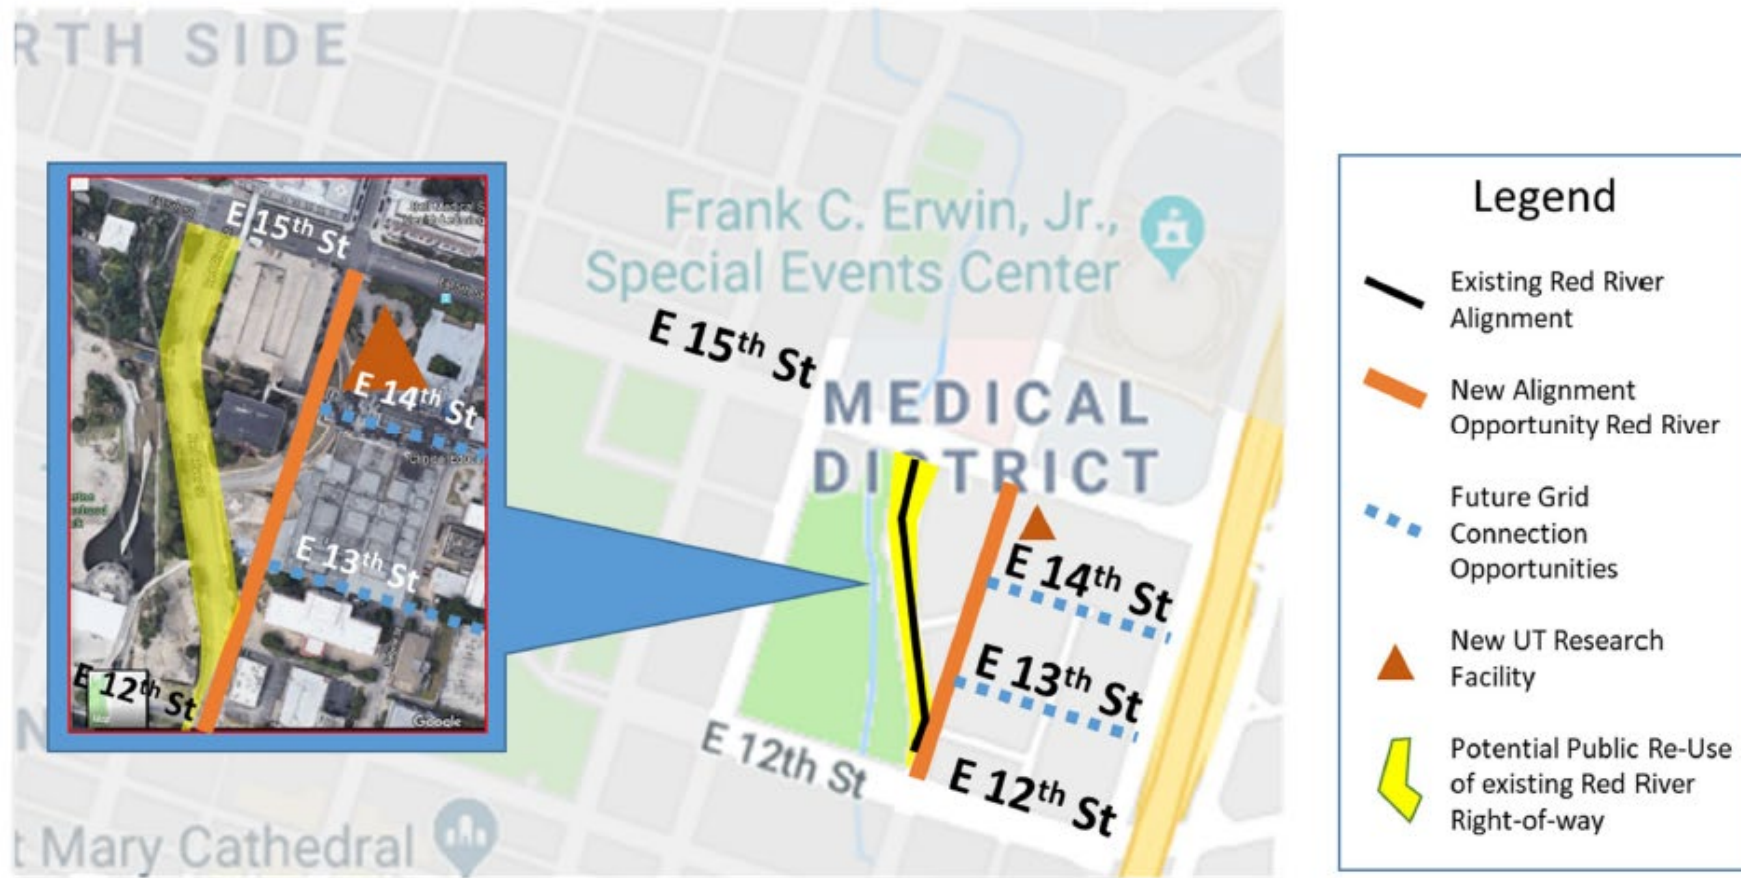 RTH SIDE
E 15th St
E 14th St
E 13th St
E 12th St
Google
Frank C. Erwin, Jr.,
Special Events Center
E 15th St
MEDICAL
DISTRICT
E 14th St
E 13th St
E 12th St
E 12th St
t Mary Cathedral
Legend
Existing Red River
Alignment
New Alignment
Opportunity Red River
Future Grid
Connection
Opportunities
New UT Research
Facility
Potential Public Re-Use
of existing Red River
Right-of-way